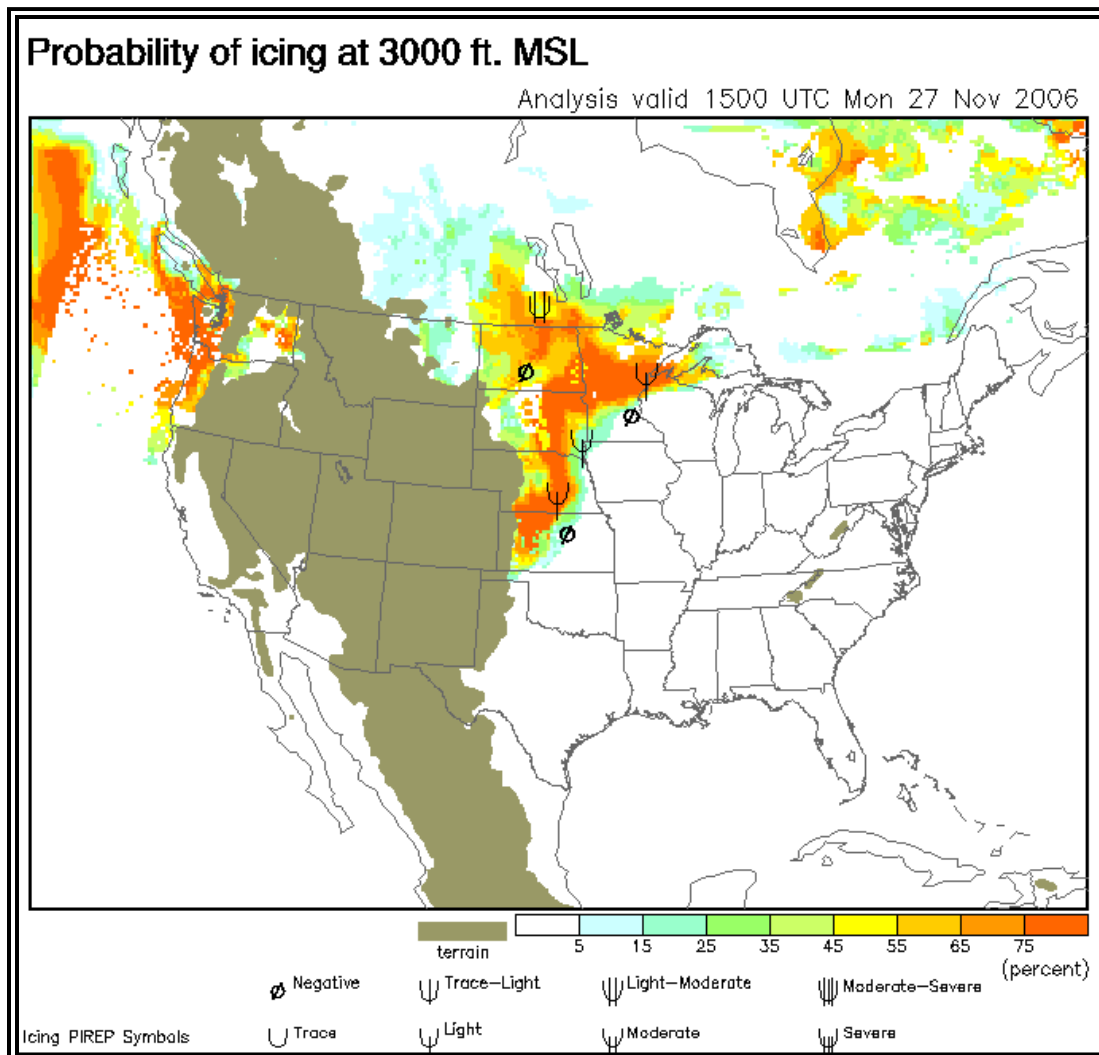 Probability of icing at 3000 ft. MSL
Analysis valid 1500 UTC Mon 27 Nov 2006
terrain
5 15 25 35 45 55 65 75
(percent)
Negative Trace-Light Light-Moderate Moderate-Severe
Icing PIREP Symbols Trace Light Moderate Severe